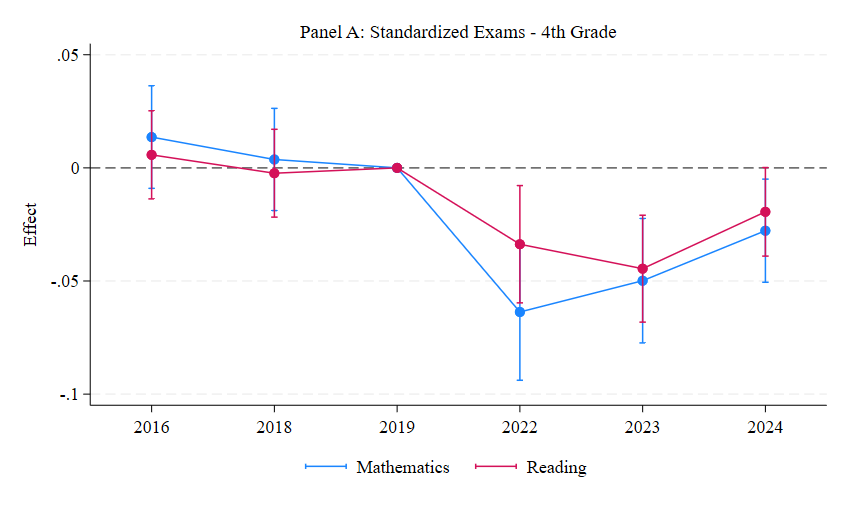 Panel A: Standardized Exams - 4th Grade
.05
0
-.05
-.1
Effect
2016 2018 2019 2022 2023 2024
Mathematics Reading